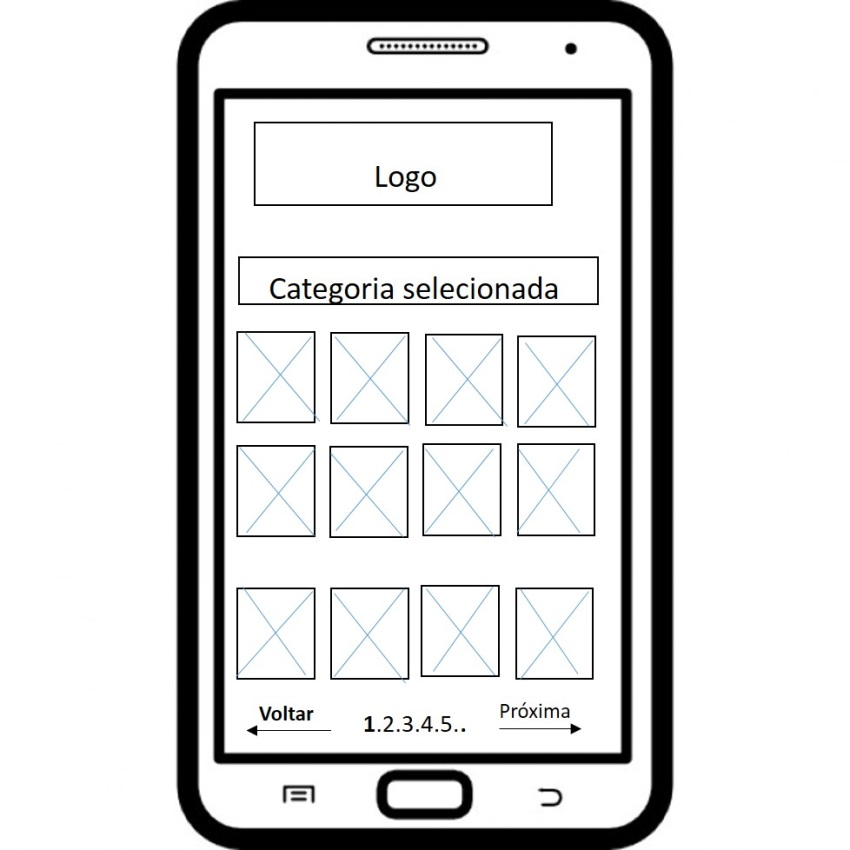 Logo
Categoria selecionada
Voltar
1.2.3.4.5..
Próxima